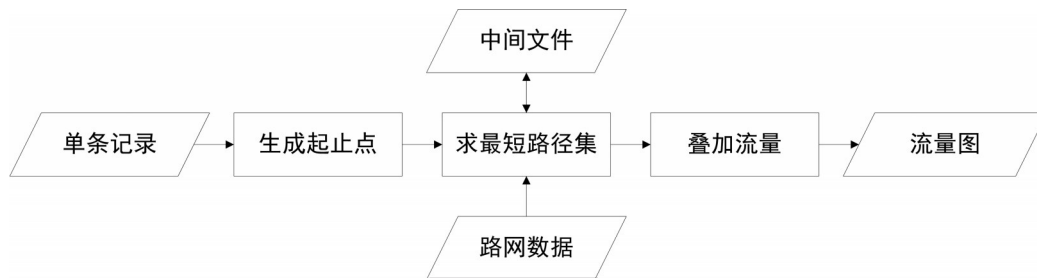 中间文件
单条记录
生成起止点
求最短路径集
叠加流量
流量图
路网数据